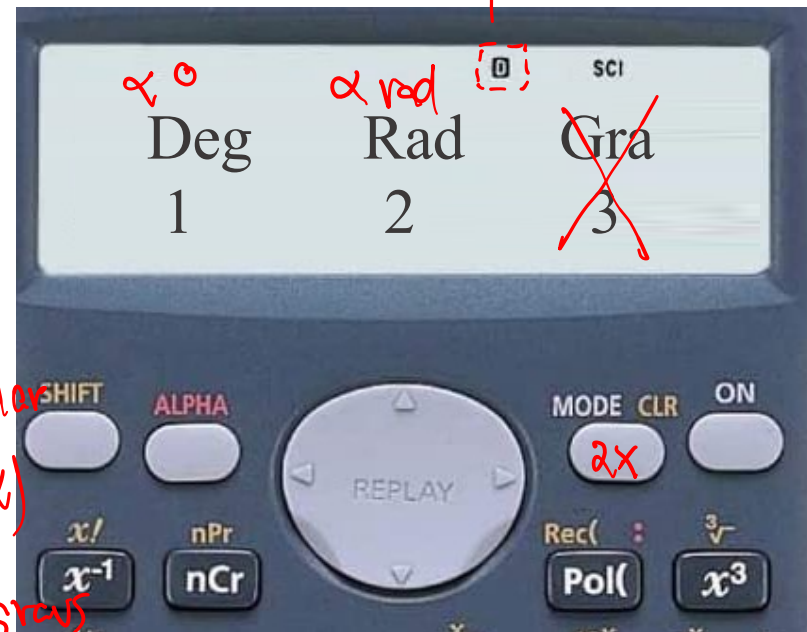 D SCI
α° α rad
Deg Rad Gra
1 2 3
SHIFT ALPHA MODE CLR ON
2x
REPLAY
x! nPr Rec( : ³√
x⁻¹ nCr Pol( x³